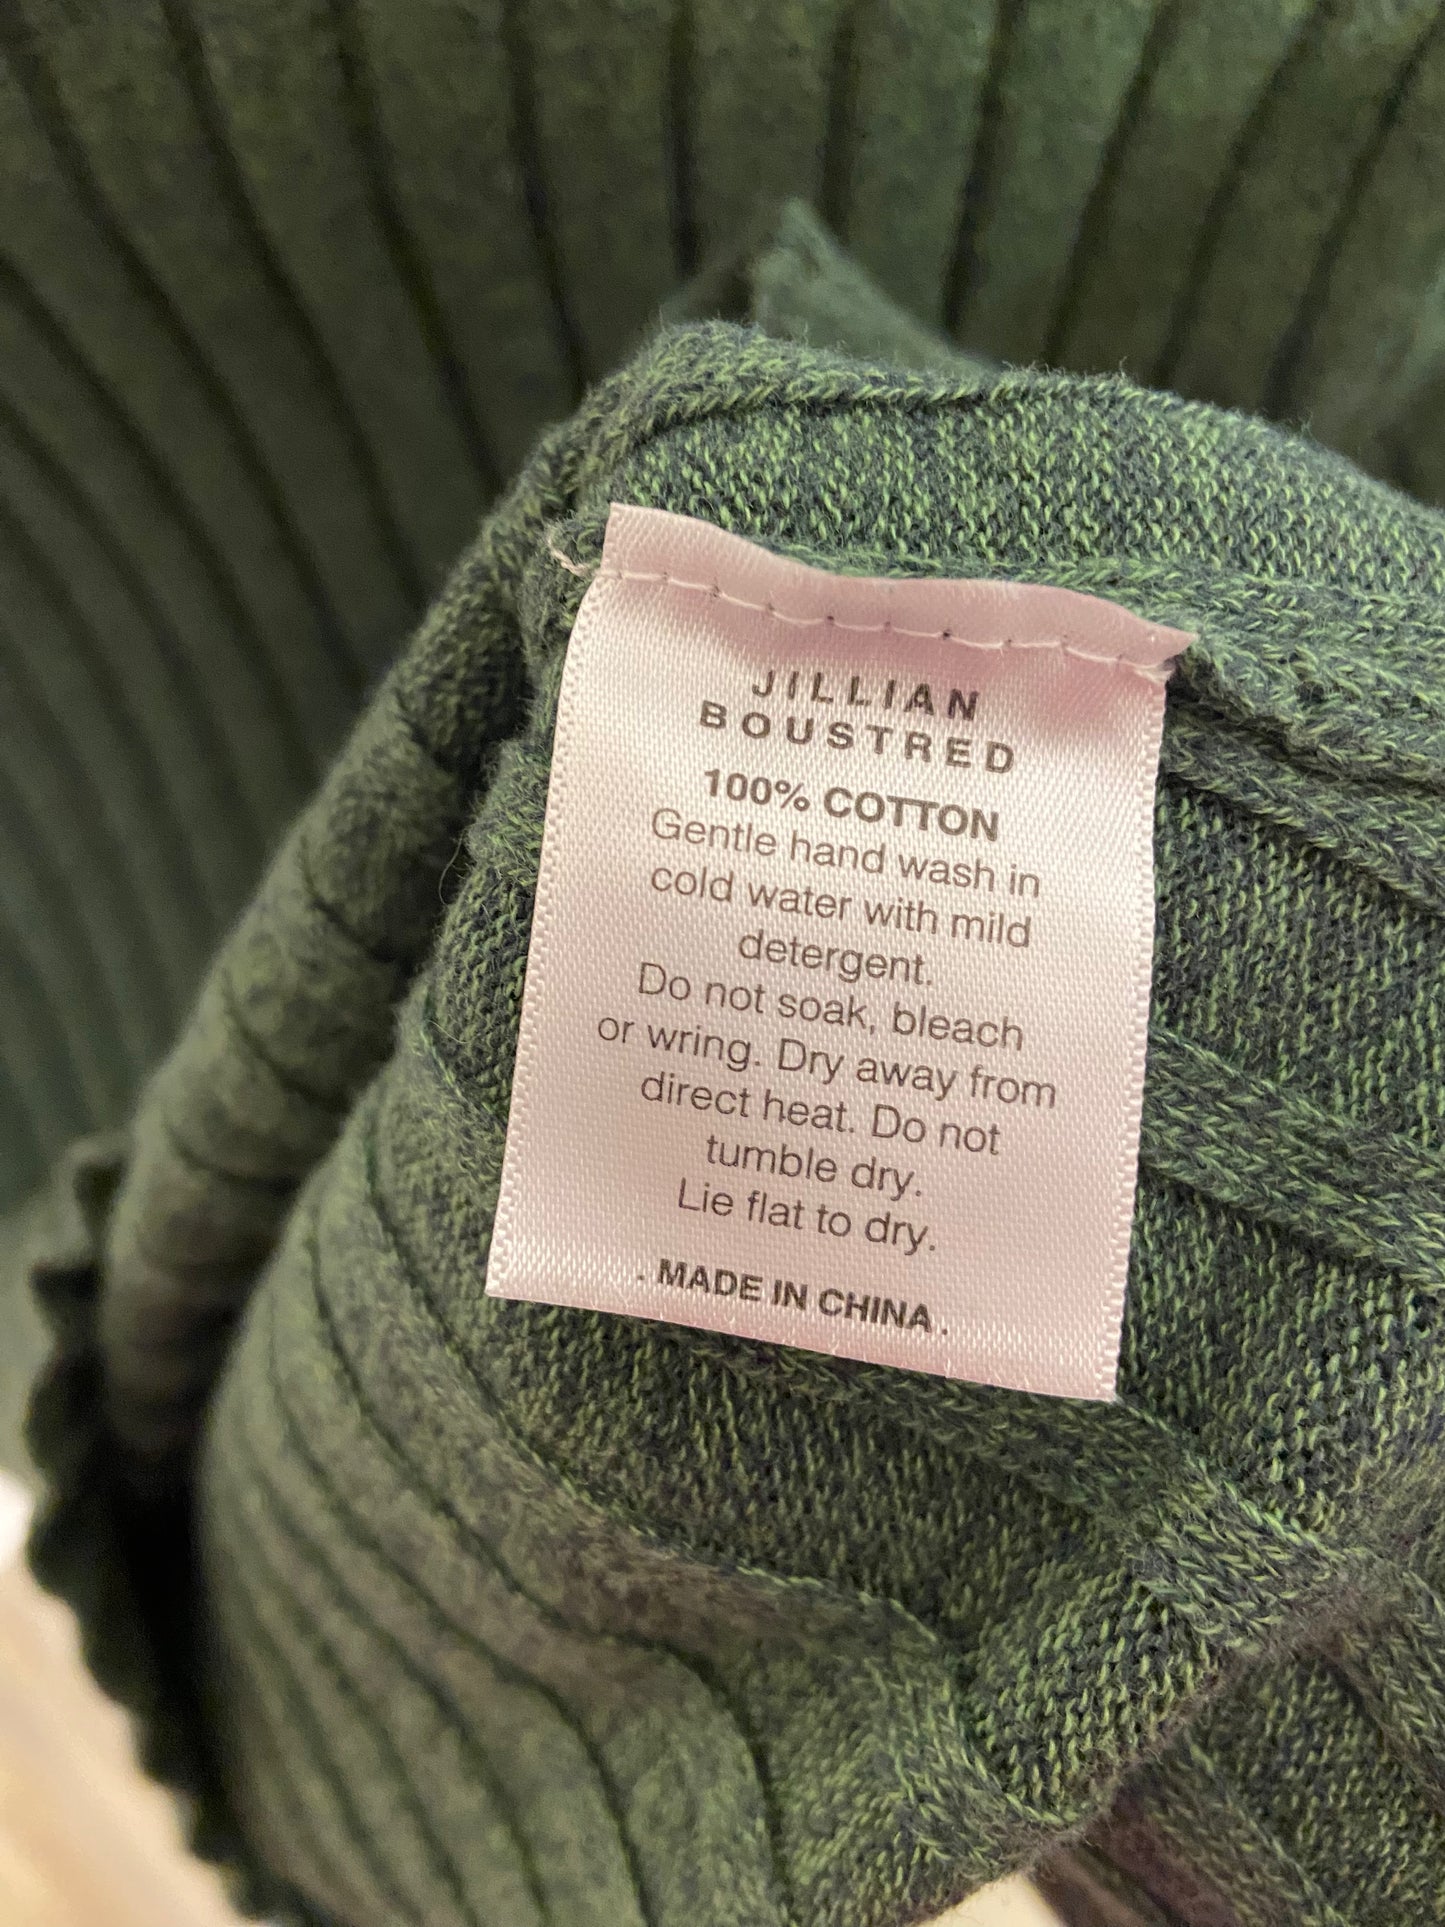 JILLIAN
BOUSTRED
100% COTTON
Gentle hand wash in
cold water with mild
detergent.
Do not soak, bleach
or wring. Dry away from
direct heat. Do not
tumble dry.
Lie flat to dry.
. MADE IN CHINA .